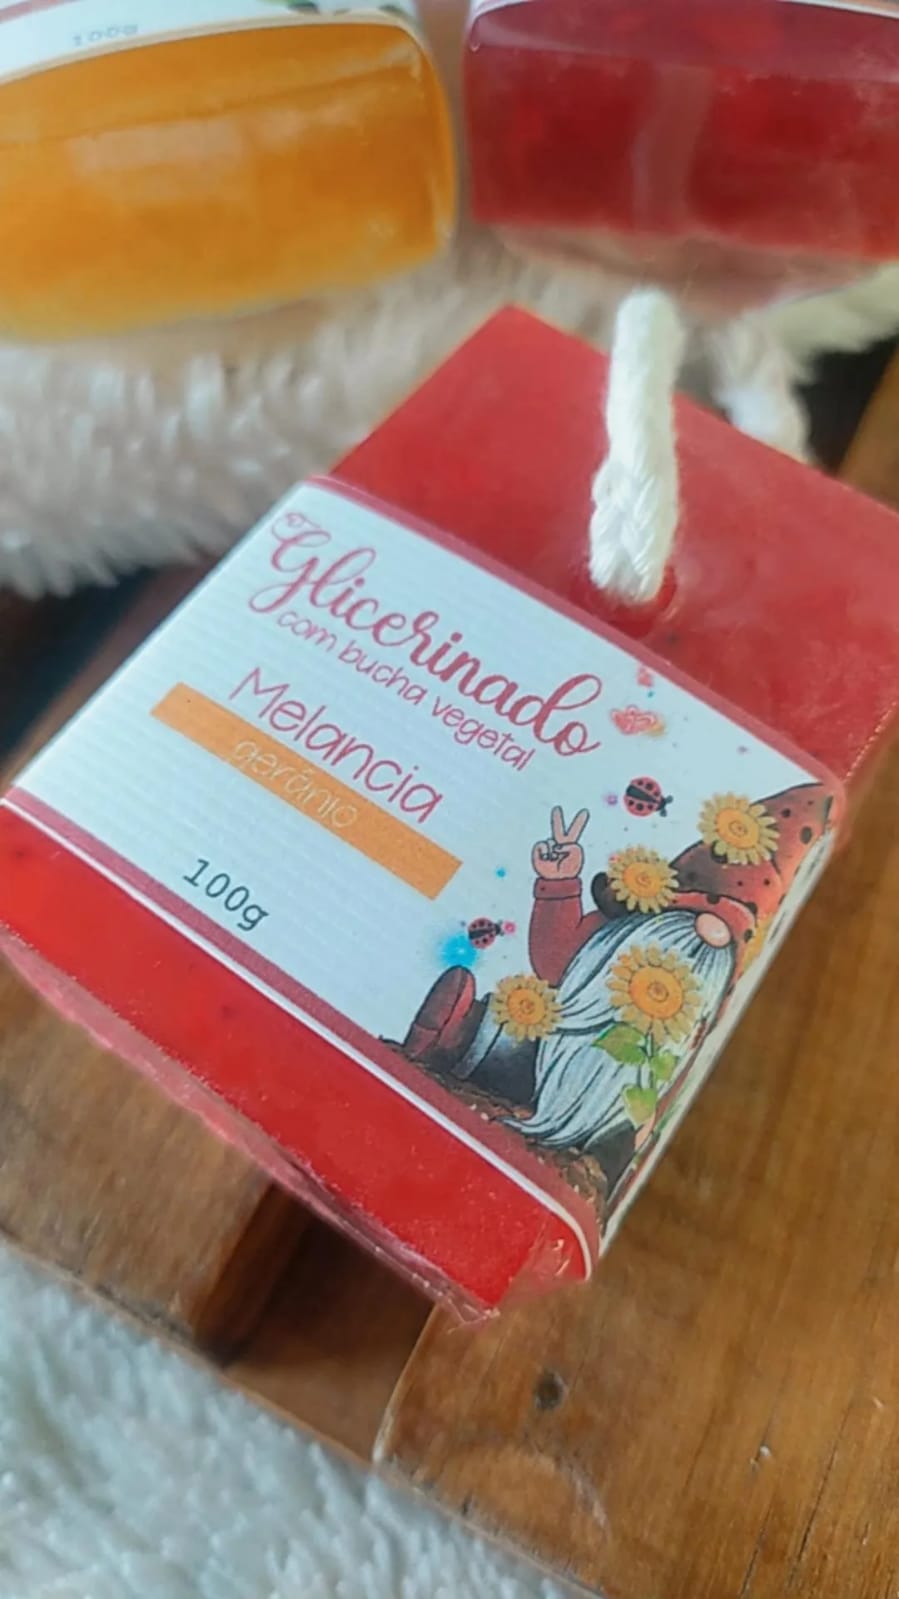 100g
Glicerinado
com bucha vegetal
Melancia
gerânio
100g